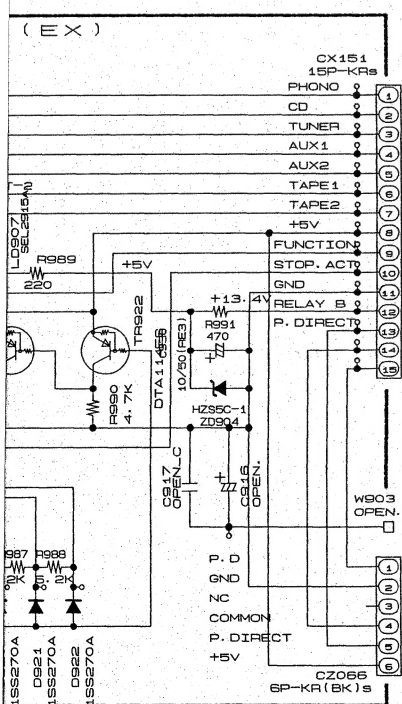 ( EX )
CX151
15P-KRs
PHONO 1
CD 2
TUNER 3
AUX1 4
AUX2 5
TAPE1 6
TAPE2 7
+5V 8
FUNCTION 9
STOP. ACT 10
GND 11
RELAY B 12
P. DIRECT 13
14
15
LD907
SEL2915A
R989
220
+5V
+13.4V
R991
470
TR922
10/50(RE3)
HZS5C-1
ZD904
R990
4.7K
C917
OPEN_C
C916
OPEN.
W903
OPEN.
987
2K
R988
2K
P. D 1
GND 2
NC 3
COMMON 4
P. DIRECT 5
+5V 6
CZ066
6P-KR(BK)s
1SS270A
D921
1SS270A
D922
1SS270A